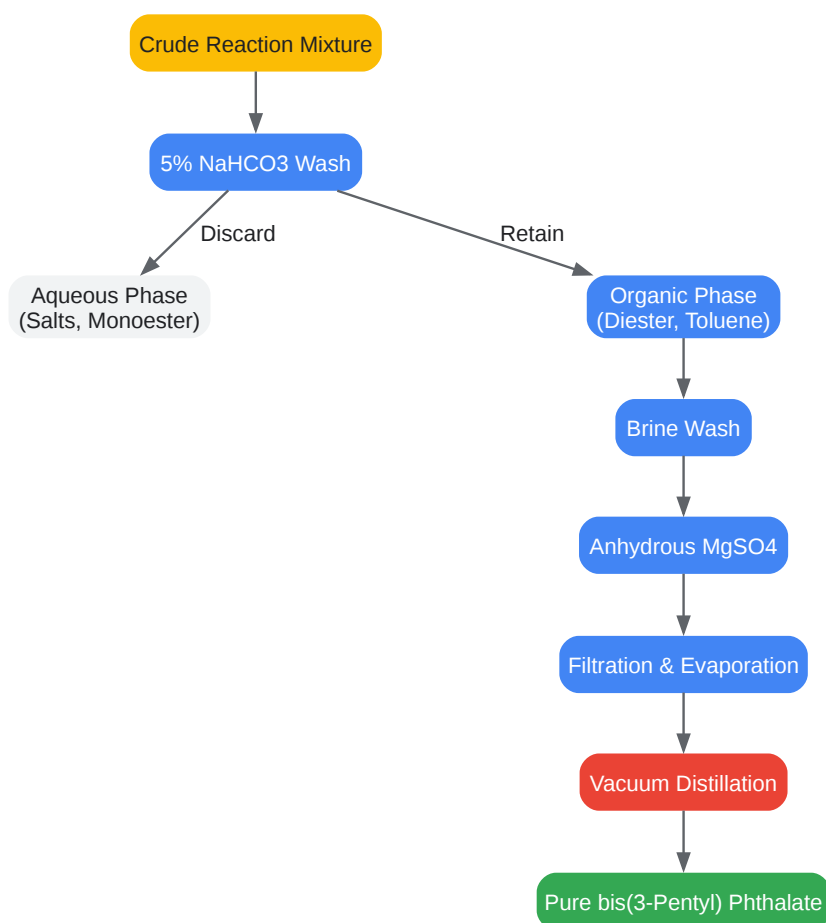 Crude Reaction Mixture
5% NaHCO3 Wash
Discard
Retain
Aqueous Phase
(Salts, Monoester)
Organic Phase
(Diester, Toluene)
Brine Wash
Anhydrous MgSO4
Filtration & Evaporation
Vacuum Distillation
Pure bis(3-Pentyl) Phthalate